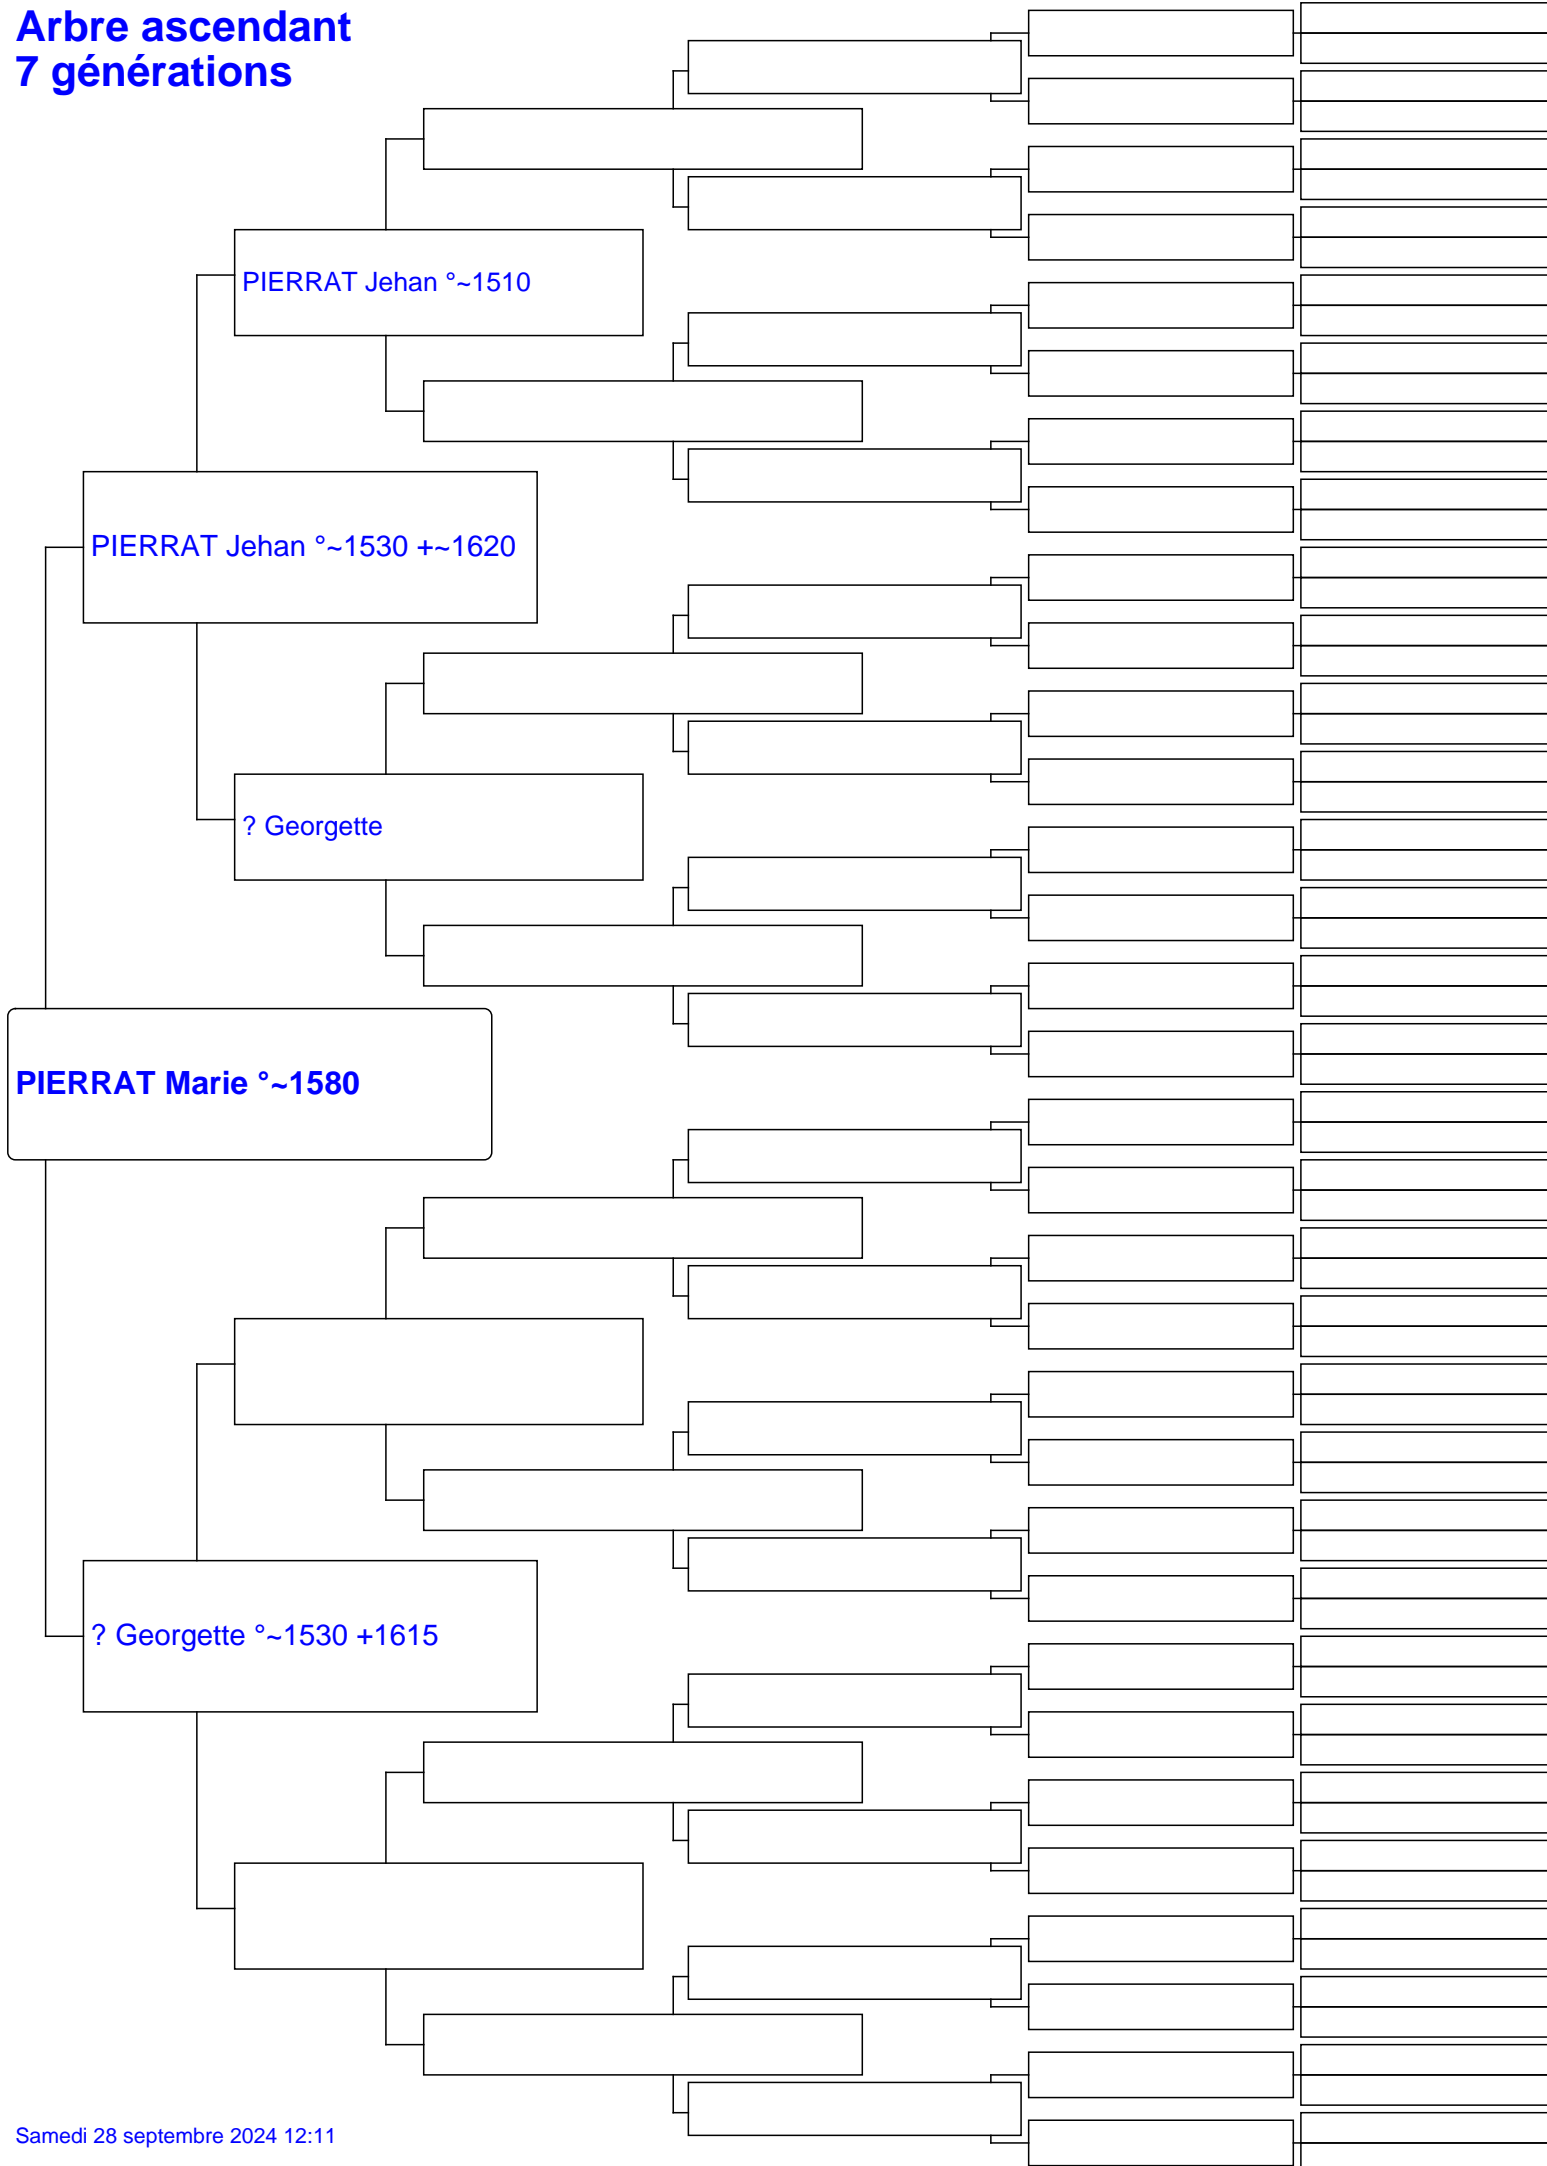 Arbre ascendant
7 générations
PIERRAT Jehan °~1510
PIERRAT Jehan °~1530 +~1620
? Georgette
PIERRAT Marie °~1580
? Georgette °~1530 +1615
Samedi 28 septembre 2024 12:11